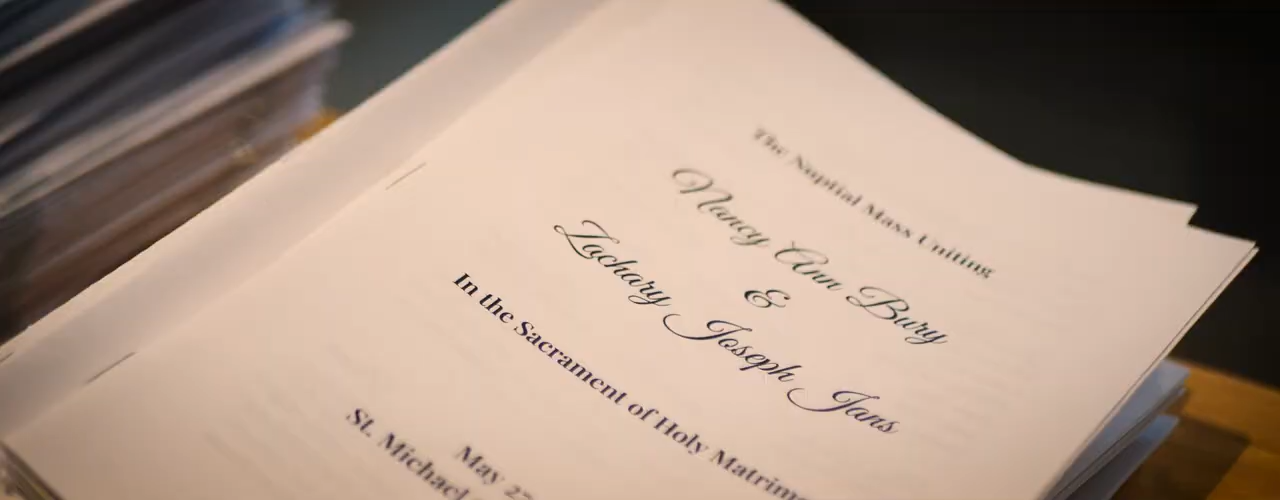 The Nuptial Mass Uniting
Nancy Ann Bury
&
Zachary Joseph Jans
In the Sacrament of Holy Matrimo
May 27
St. Michael